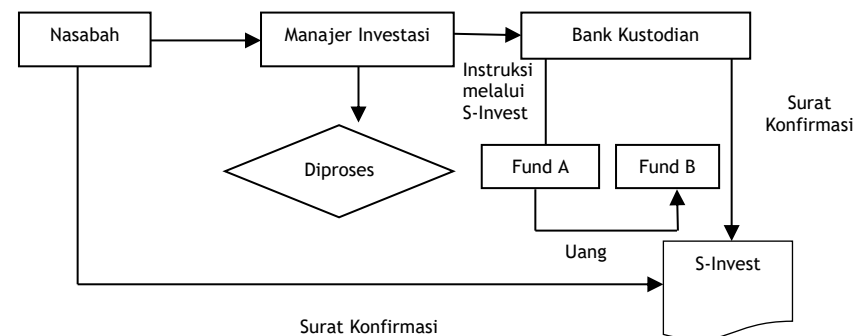 Nasabah
Manajer Investasi
Bank Kustodian
Instruksi
melalui
S-Invest
Surat
Konfirmasi
Diproses
Fund A
Fund B
Uang
S-Invest
Surat Konfirmasi